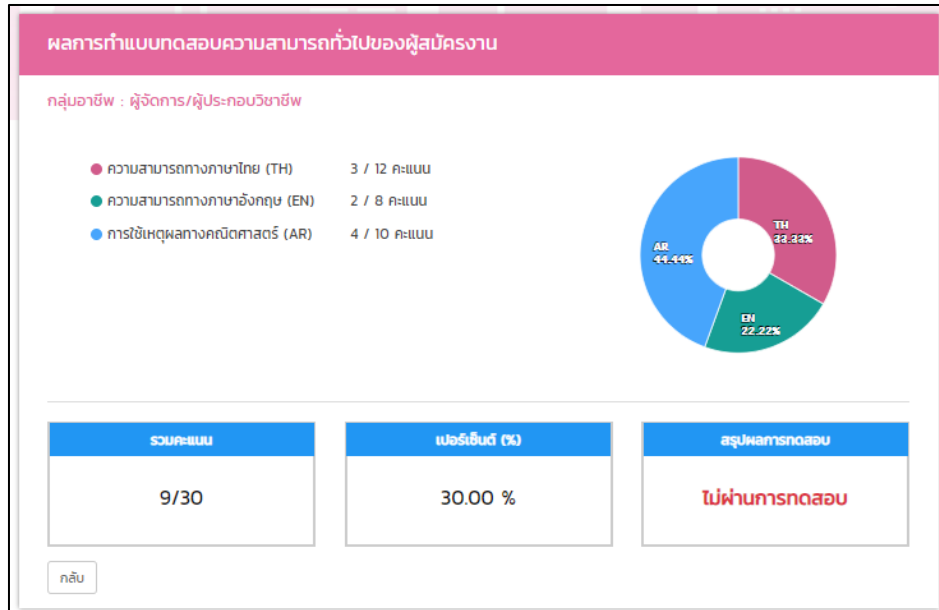 ผลการทำแบบทดสอบความสามารถทั่วไปของผู้สมัครงาน
กลุ่มอาชีพ : ผู้จัดการ/ผู้ประกอบวิชาชีพ
ความสามารถทางภาษาไทย (TH) 3 / 12 คะแนน
ความสามารถทางภาษาอังกฤษ (EN) 2 / 8 คะแนน
การใช้เหตุผลทางคณิตศาสตร์ (AR) 4 / 10 คะแนน
TH
33.33%
AR
44.44%
EN
22.22%
รวมคะแนน
9/30
เปอร์เซ็นต์ (%)
30.00 %
สรุปผลการทดสอบ
ไม่ผ่านการทดสอบ
กลับ